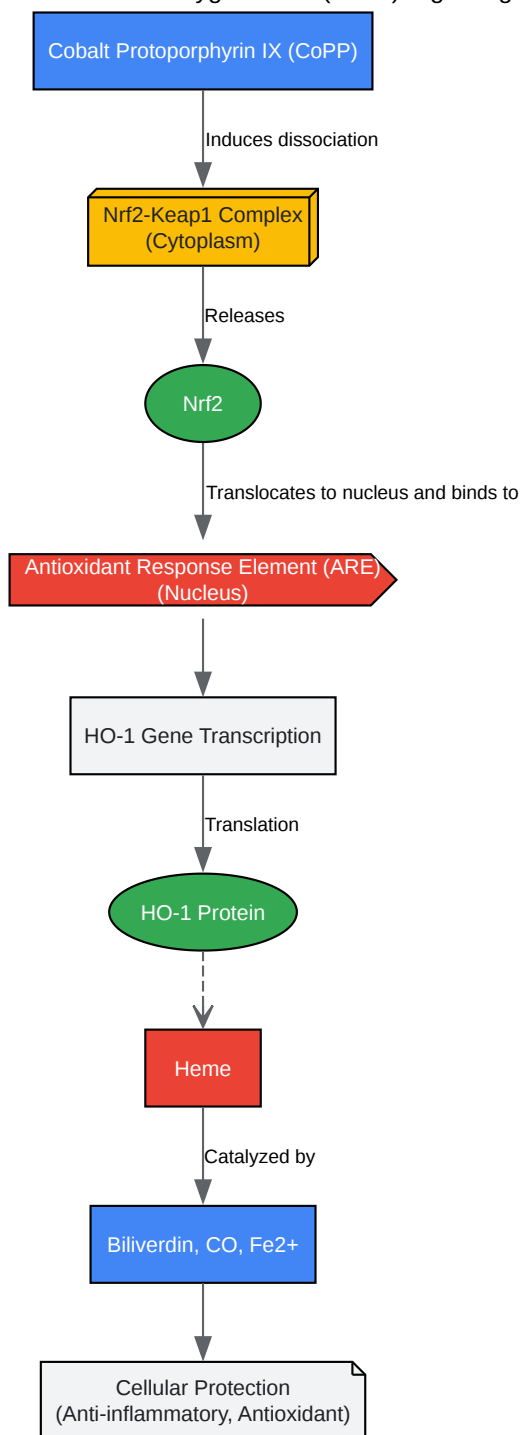 Cobalt Protoporphyrin IX (CoPP)
Induces dissociation
Nrf2-Keap1 Complex
(Cytoplasm)
Releases
Nrf2
Translocates to nucleus and binds to
Antioxidant Response Element (ARE)
(Nucleus)
HO-1 Gene Transcription
Translation
HO-1 Protein
Heme
Catalyzed by
Biliverdin, CO, Fe2+
Cellular Protection
(Anti-inflammatory, Antioxidant)